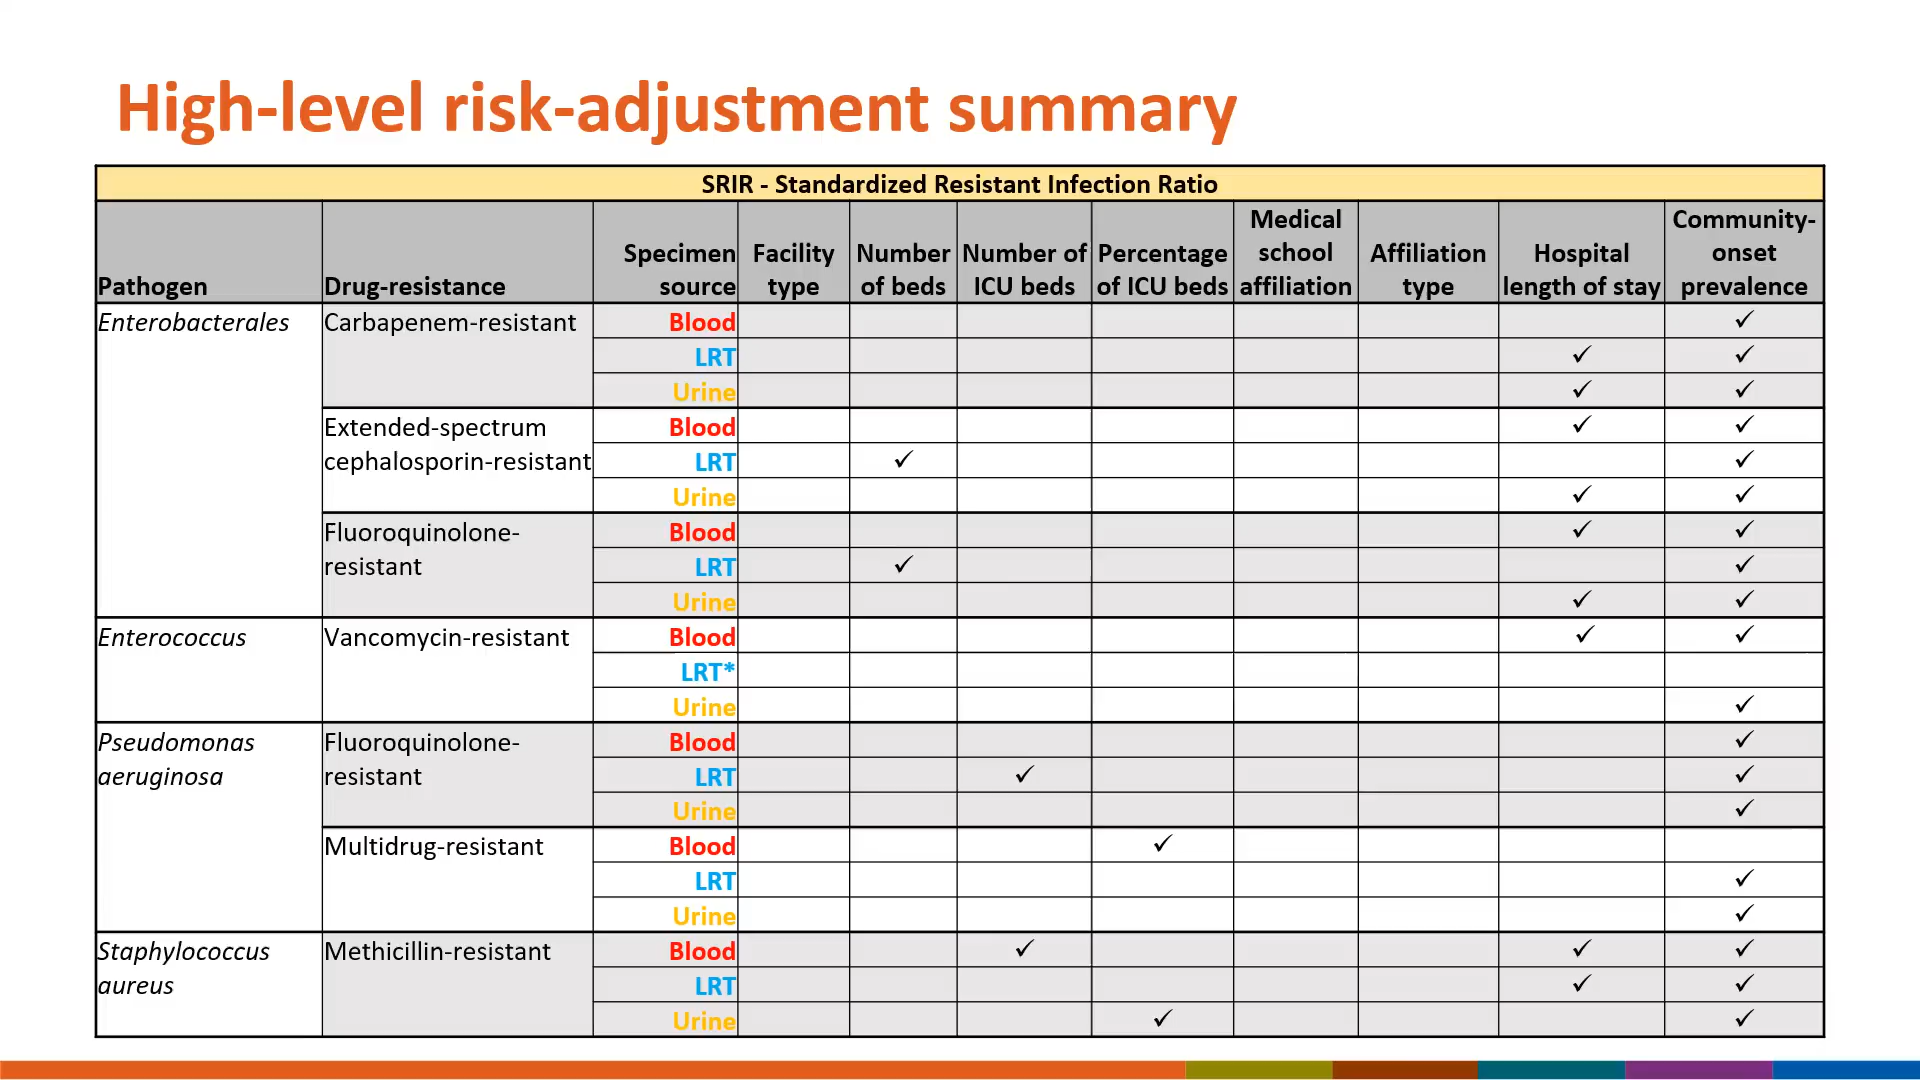 High-level risk-adjustment summary
SRIR - Standardized Resistant Infection Ratio
Pathogen Drug-resistance Specimen source Facility type Number of beds Number of ICU beds Percentage of ICU beds Medical school affiliation Affiliation type Hospital length of stay Community-onset prevalence
Enterobacterales Carbapenem-resistant Blood ✓
LRT ✓ ✓
Urine ✓ ✓
Extended-spectrum cephalosporin-resistant Blood ✓ ✓
LRT ✓ ✓
Urine ✓ ✓
Fluoroquinolone-resistant Blood ✓ ✓
LRT ✓ ✓
Urine ✓ ✓
Enterococcus Vancomycin-resistant Blood ✓ ✓
LRT*
Urine ✓
Pseudomonas aeruginosa Fluoroquinolone-resistant Blood ✓
LRT ✓ ✓
Urine ✓
Multidrug-resistant Blood ✓
LRT ✓
Urine ✓
Staphylococcus aureus Methicillin-resistant Blood ✓ ✓ ✓
LRT ✓ ✓
Urine ✓ ✓